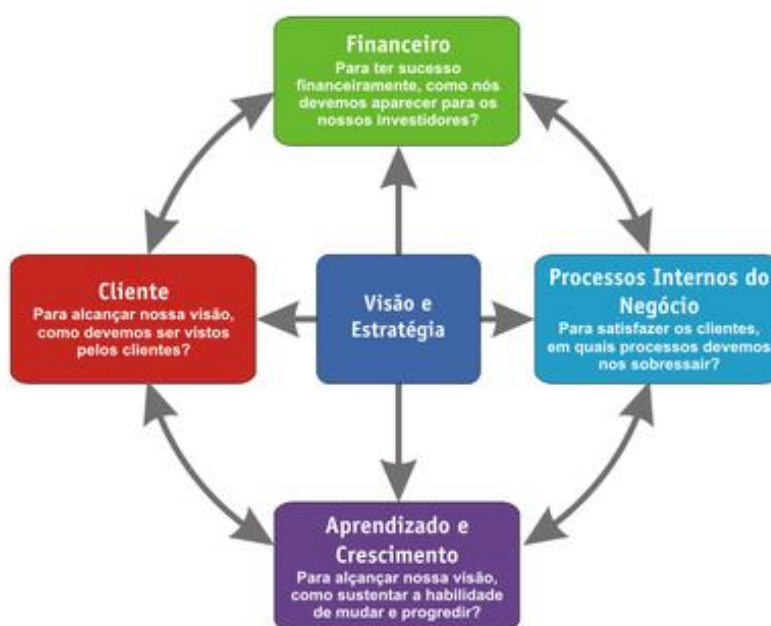 Financeiro
Para ter sucesso
financeiramente, como nós
devemos aparecer para os
nossos investidores?
Cliente
Para alcançar nossa visão,
como devemos ser vistos
pelos clientes?
Visão e
Estratégia
Processos Internos do
Negócio
Para satisfazer os clientes,
em quais processos devemos
nos sobressair?
Aprendizado e
Crescimento
Para alçançar nossa visão,
como sustentar a habilidade
de mudar e progredir?